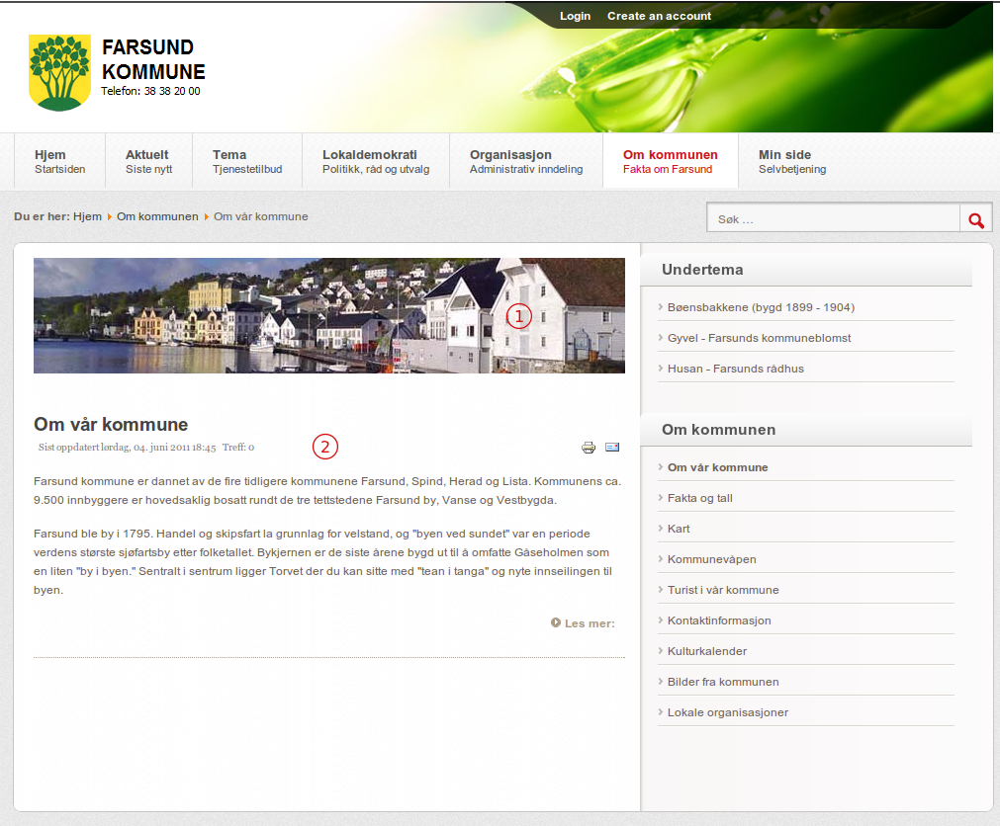 Login Create an account
FARSUND
KOMMUNE
Telefon: 38 38 20 00
Hjem Aktuelt Tema Lokaldemokrati Organisasjon Om kommunen Min side
Startsiden Siste nytt Tjenestetilbud Politikk, råd og utvalg Administrativ inndeling Fakta om Farsund Selvbetjening
Du er her: Hjem Om kommunen Om vår kommune
Søk ...
1
Om vår kommune
Sist oppdatert lørdag, 04. juni 2011 18:45 Treff: 0
2
Farsund kommune er dannet av de fire tidligere kommunene Farsund, Spind, Herad og Lista. Kommunens ca.
9.500 innbyggere er hovedsaklig bosatt rundt de tre tettstedene Farsund by, Vanse og Vestbygda.
Farsund ble by i 1795. Handel og skipsfart la grunnlag for velstand, og "byen ved sundet" var en periode
verdens største sjøfartsby etter folketallet. Bykjernen er de siste årene bygd ut til å omfatte Gåseholmen som
en liten "by i byen." Sentralt i sentrum ligger Torvet der du kan sitte med "tean i tanga" og nyte innseilingen til
byen.
Les mer:
Undertema
Bøensbakkene (bygd 1899 - 1904)
Gyvel - Farsunds kommuneblomst
Husan - Farsunds rådhus
Om kommunen
Om vår kommune
Fakta og tall
Kart
Kommunevåpen
Turist i vår kommune
Kontaktinformasjon
Kulturkalender
Bilder fra kommunen
Lokale organisasjoner